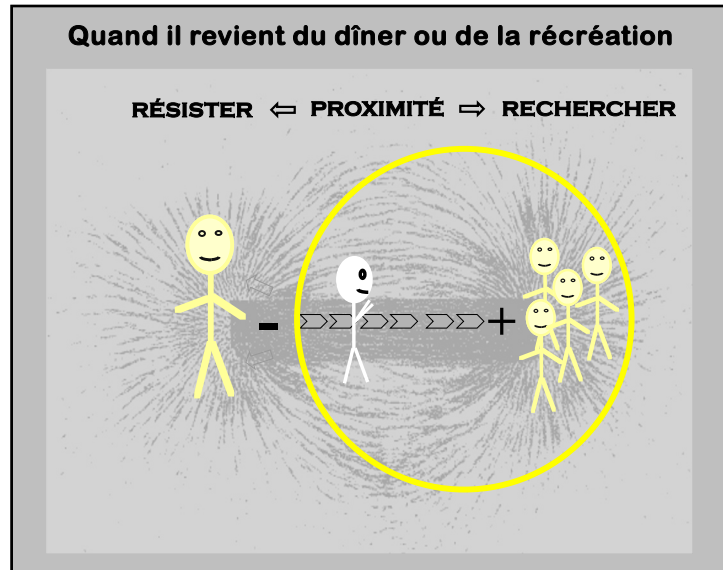 Quand il revient du dîner ou de la récréation
RÉSISTER ⇦ PROXIMITÉ ⇨ RECHERCHER
- +